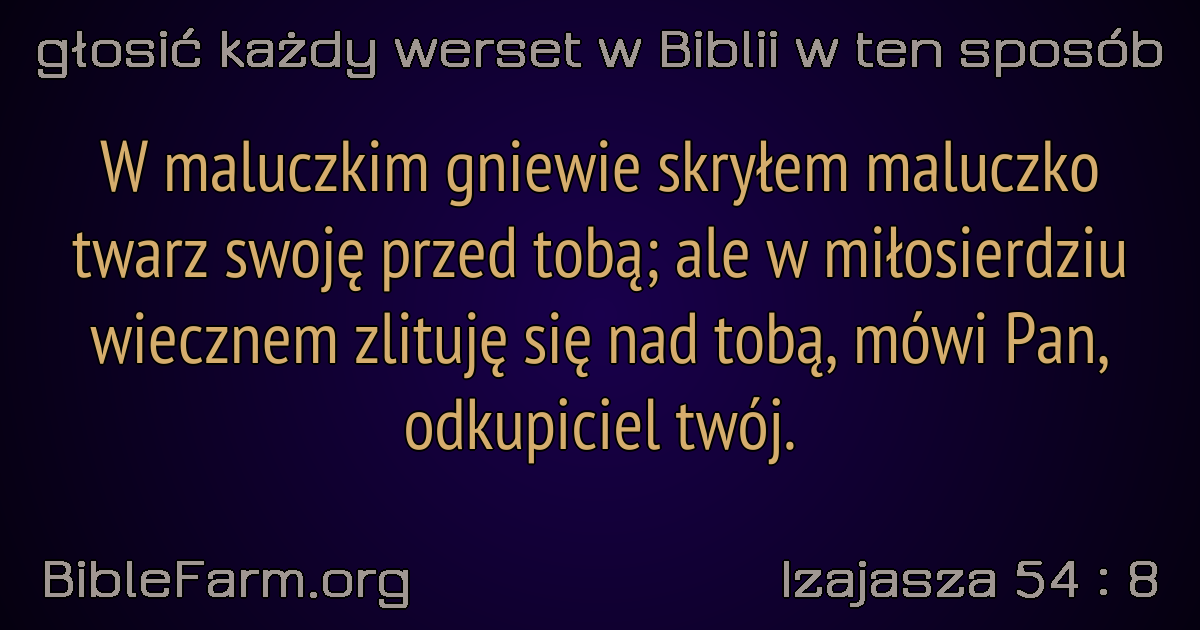 głosić każdy werset w Biblii w ten sposób
W maluczkim gniewie skryłem maluczko
twarz swoję przed tobą; ale w miłosierdziu
wiecznem zlituję się nad tobą, mówi Pan,
odkupiciel twój.
BibleFarm.org
Izajasza 54 : 8